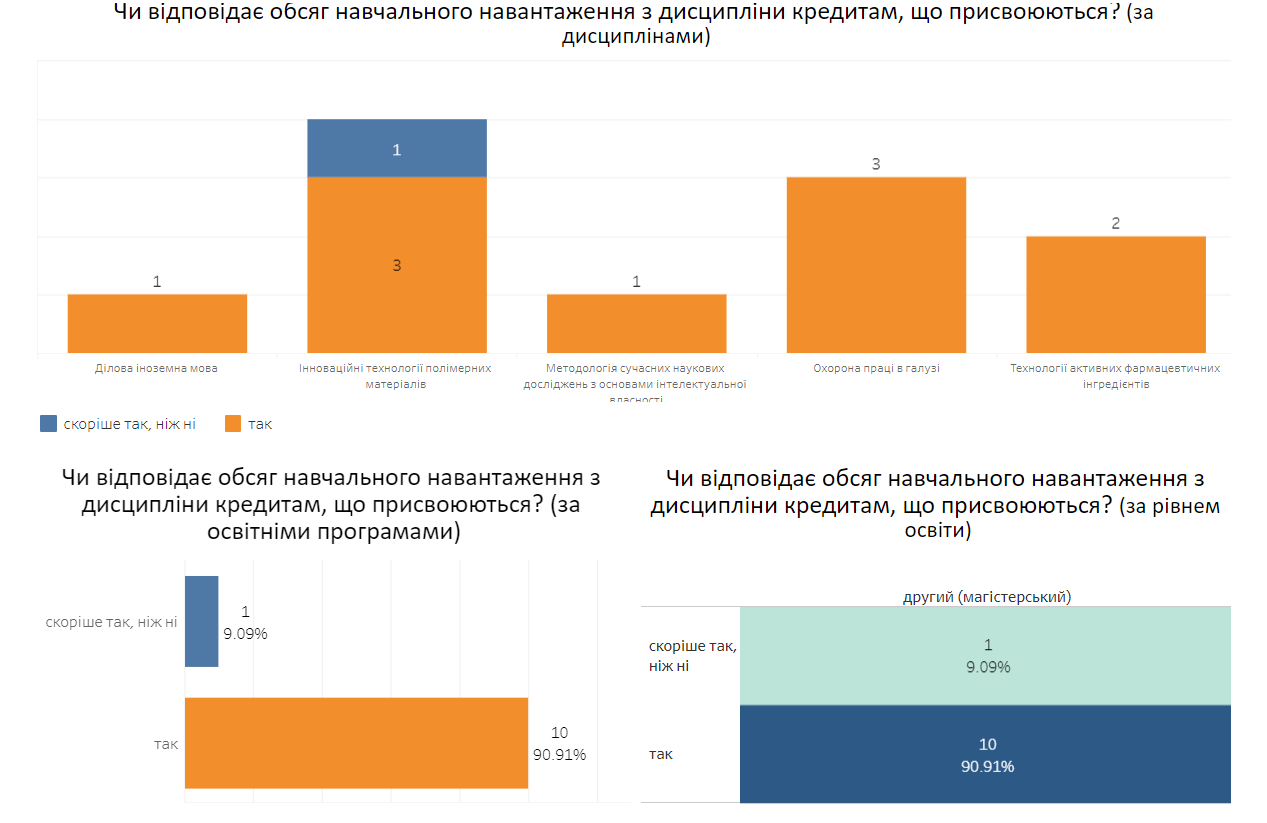 Чи відповідає обсяг навчального навантаження з дисципліни кредитам, що присвоюються? (за
дисциплінами)
1
1
3
1
3
2
Ділова іноземна мова
Інноваційні технології полімерних
матеріалів
Методологія сучасних наукових
досліджень з основами інтелектуальної
власності
Охорона праці в галузі
Технології активних фармацевтичних
інгредієнтів
скоріше так, ніж ні
так
Чи відповідає обсяг навчального навантаження з
дисципліни кредитам, що присвоюються? (за
освітніми програмами)
скоріше так, ніж ні
1
9.09%
так
10
90.91%
Чи відповідає обсяг навчального навантаження з
дисципліни кредитам, що присвоюються? (за рівнем
освіти)
другий (магістерський)
скоріше так,
ніж ні
1
9.09%
так
10
90.91%